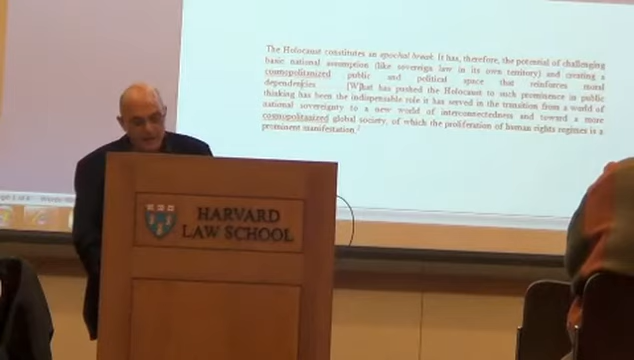 The Holocaust constitutes an epochal break. It has, therefore, the potential of challenging
basic national assumption (like sovereign law in its own territory) and creating a
cosmopolitanized public and political space that reinforces moral
dependencies [W]hat has pushed the Holocaust to such prominence in public
thinking has been the indispensable role it has served in the transition from a world of
national sovereignty to a new world of interconnectedness and toward a more
cosmopolitanized global society, of which the proliferation of human rights regimes is a
prominent manifestation.
HARVARD
LAW SCHOOL